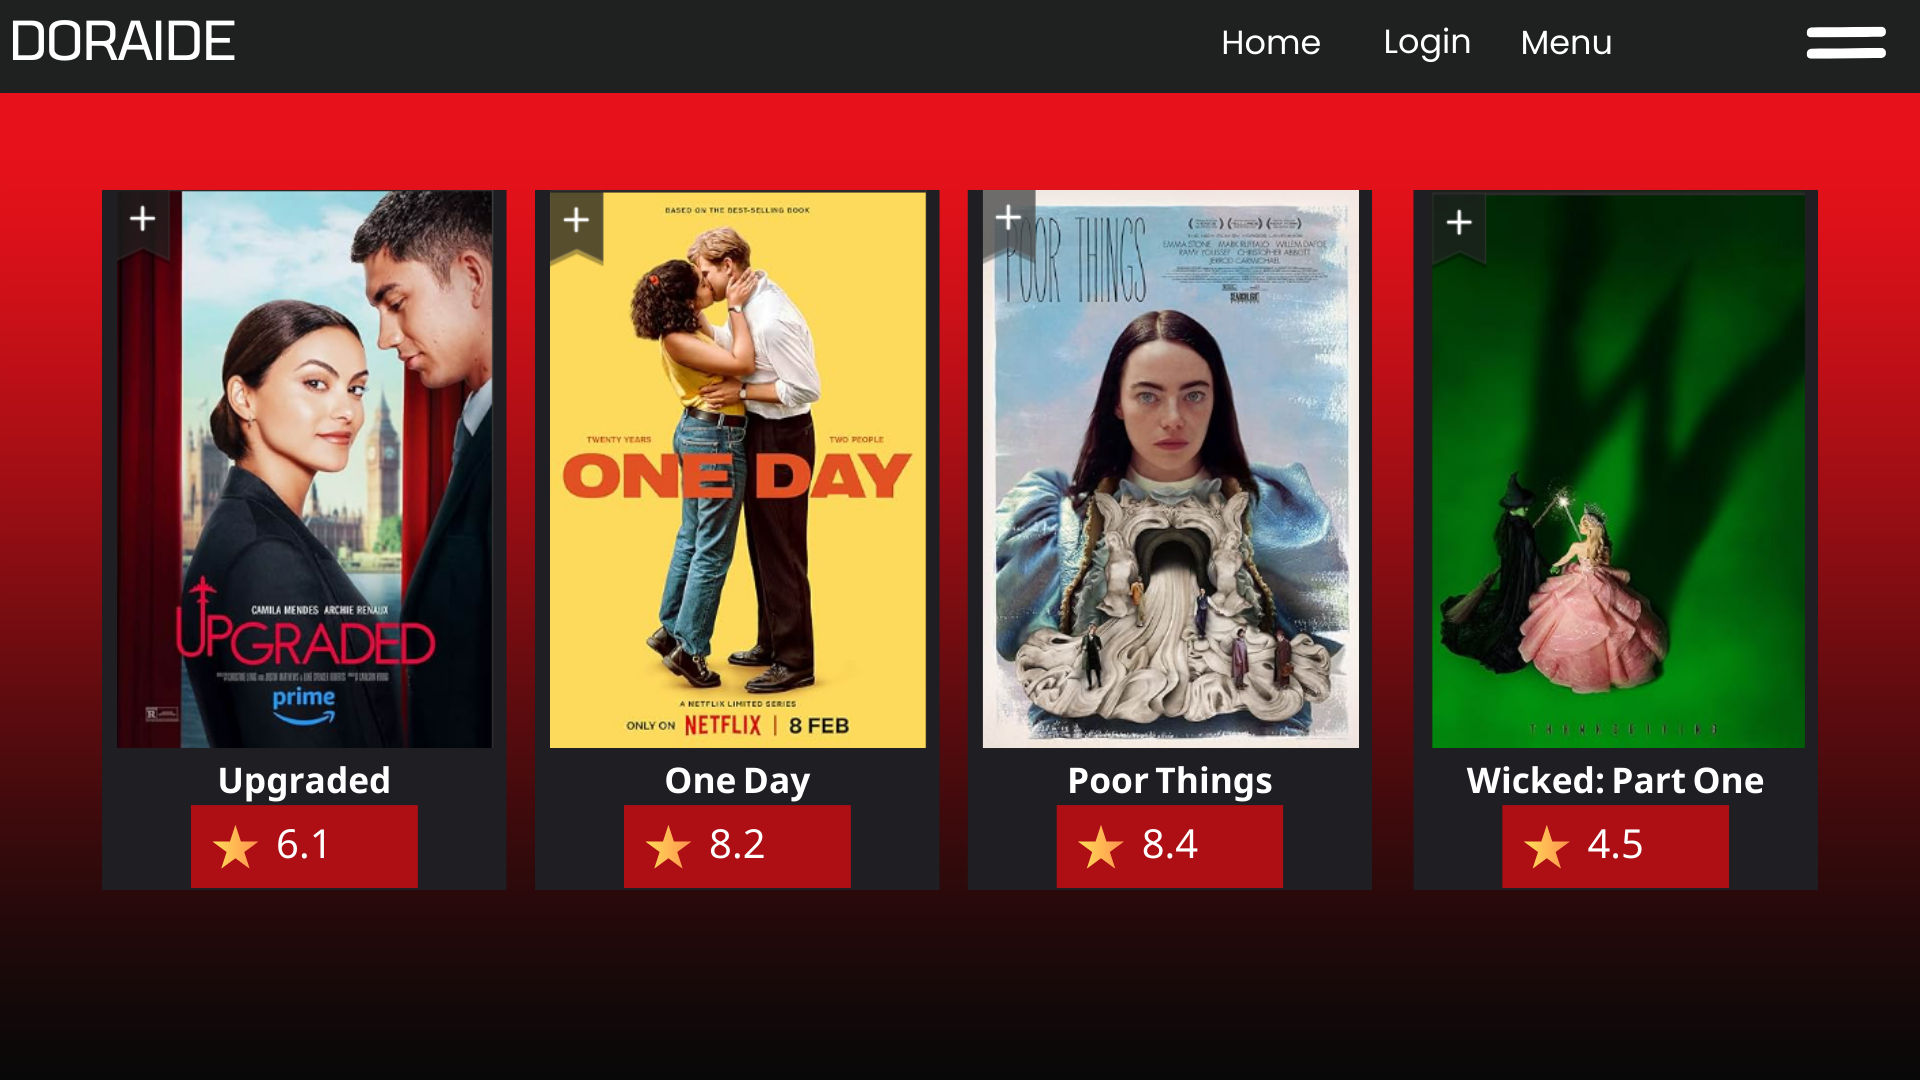 DORAIDE
Home Login Menu
CAMILA MENDES ARCHIE RENAUX
UPGRADED
prime
R
BASED ON THE BEST-SELLING BOOK
TWENTY YEARS TWO PEOPLE
ONE DAY
A NETFLIX LIMITED SERIES
ONLY ON NETFLIX | 8 FEB
POOR THINGS
EMMA STONE MARK RUFFALO WILLEM DAFOE
RAMY YOUSSEF CHRISTOPHER ABBOTT
JERROD CARMICHAEL
SEARCHLIGHT
Upgraded
One Day
Poor Things
Wicked: Part One
6.1
8.2
8.4
4.5